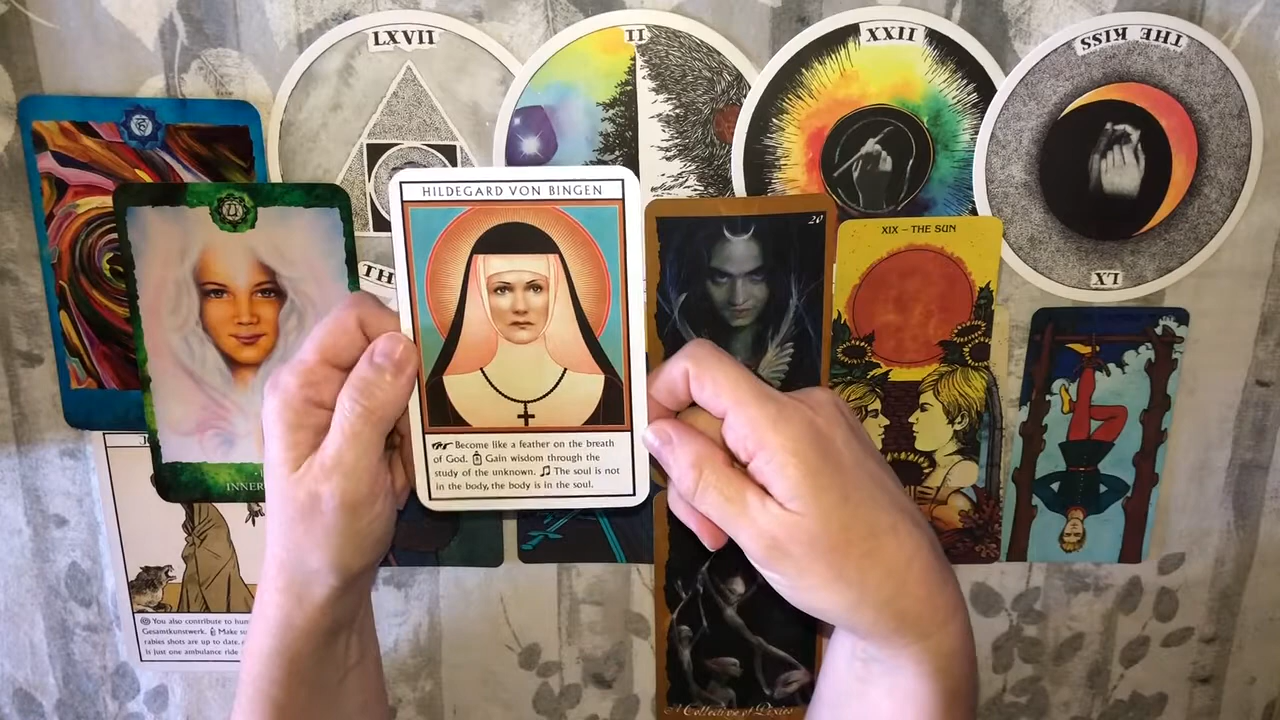 LXVII
II
XXII
THE KISS
TH
LX
HILDEGARD VON BINGEN
Become like a feather on the breath
of God. Gain wisdom through the
study of the unknown. The soul is not
in the body, the body is in the soul.
20
XIX – THE SUN
INNER
You also contribute to hum
Gesamtkunstwerk. Make su
rabies shots are up to date,
is just one ambulance ride
A Collective of Pixies